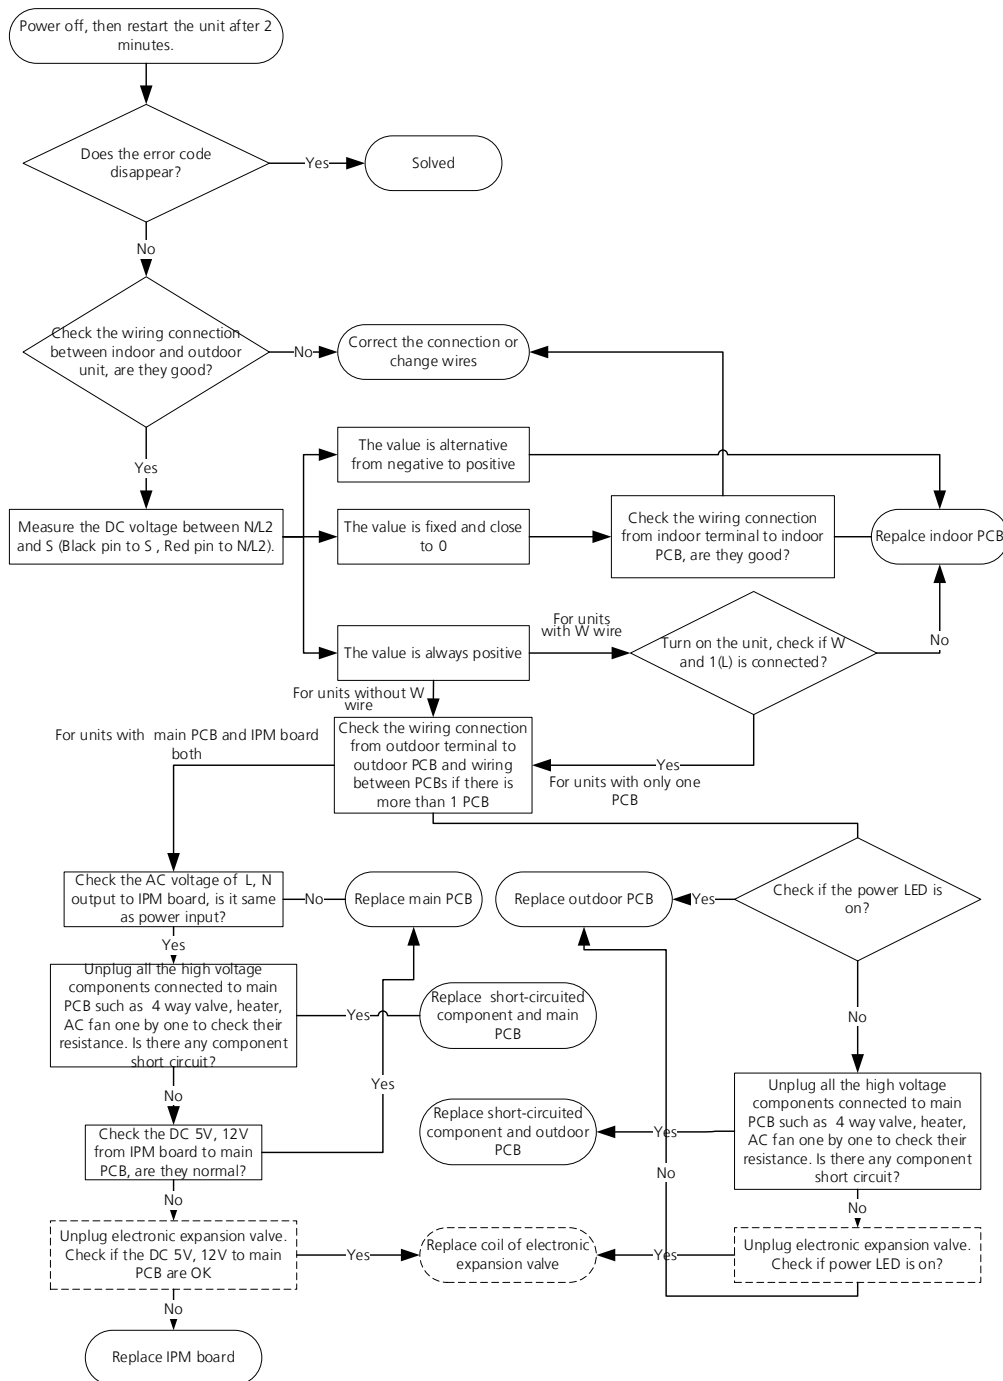 Power off, then restart the unit after 2
minutes.
Does the error code
disappear?
Yes
Solved
No
Check the wiring connection
between indoor and outdoor
unit, are they good?
No
Correct the connection or
change wires
Yes
The value is alternative
from negative to positive
Measure the DC voltage between N/L2
and S (Black pin to S , Red pin to N/L2).
The value is fixed and close
to 0
Check the wiring connection
from indoor terminal to indoor
PCB, are they good?
Repalce indoor PCB
The value is always positive
For units
with W wire
Turn on the unit, check if W
and 1(L) is connected?
No
For units without W
wire
For units with  main PCB and IPM board
both
Check the wiring connection
from outdoor terminal to
outdoor PCB and wiring
between PCBs if there is
more than 1 PCB
Yes
For units with only one
PCB
Check the AC voltage of  L, N
output to IPM board, is it same
as power input?
No
Replace main PCB
Replace outdoor PCB
Yes
Check if the power LED is
on?
Yes
Unplug all the high voltage
components connected to main
PCB such as  4 way valve, heater,
AC fan one by one to check their
resistance. Is there any component
short circuit?
Yes
Replace  short-circuited
component and main
PCB
No
No
Yes
Check the DC 5V, 12V
from IPM board to main
PCB, are they normal?
Replace short-circuited
component and outdoor
PCB
Yes
Unplug all the high voltage
components connected to main
PCB such as  4 way valve, heater,
AC fan one by one to check their
resistance. Is there any component
short circuit?
No
No
No
Unplug electronic expansion valve.
Check if the DC 5V, 12V to main
PCB are OK
Yes
Replace coil of electronic
expansion valve
Yes
Unplug electronic expansion valve.
Check if power LED is on?
No
Replace IPM board